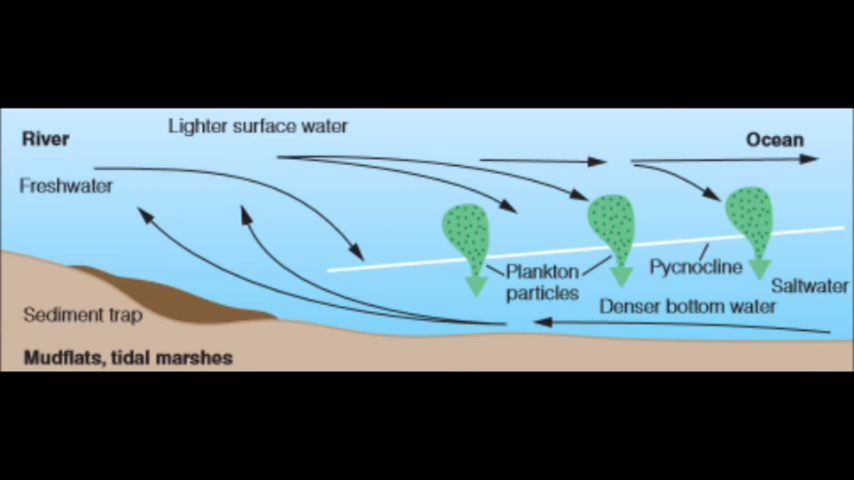 Lighter surface water
River
Ocean
Freshwater
Plankton
particles
Pycnocline
Saltwater
Denser bottom water
Sediment trap
Mudflats, tidal marshes